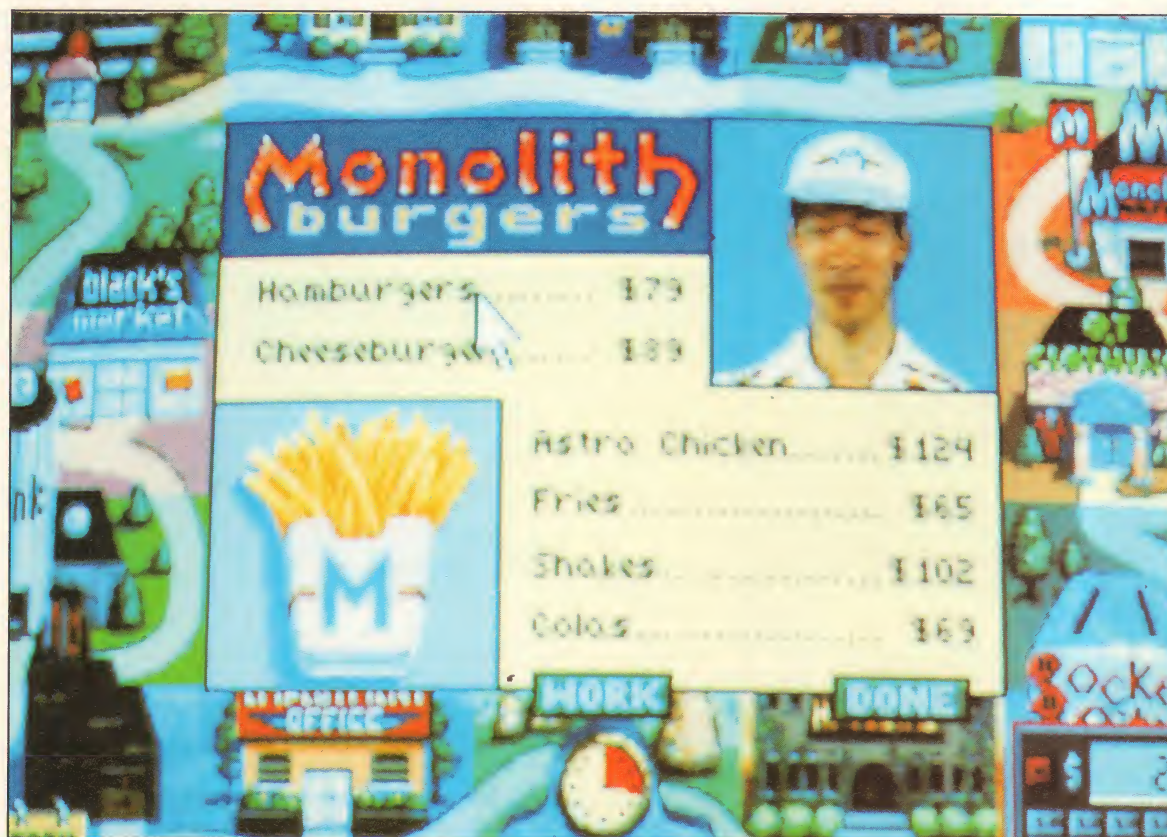 Monolith
burgers
Hamburgers.......... $79
Cheeseburger....... $89
Astro Chicken....... $124
Fries................... $65
Shakes................ $102
Colas................... $69
WORK
DONE
black's
market
M
M
M
OFFICE
$